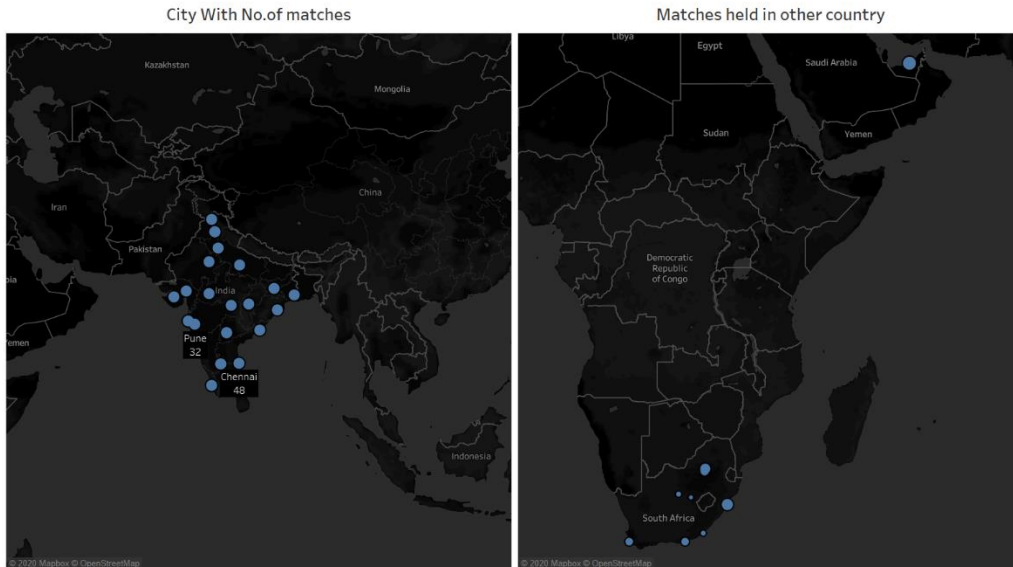 City With No.of matches
Kazakhstan
Mongolia
China
Iran
Pakistan
India
Pune
32
Chennai
48
Yemen
Indonesia
© 2020 Mapbox © OpenStreetMap
Matches held in other country
Libya
Egypt
Saudi Arabia
Sudan
Yemen
Democratic
Republic
of Congo
South Africa
© 2020 Mapbox © OpenStreetMap